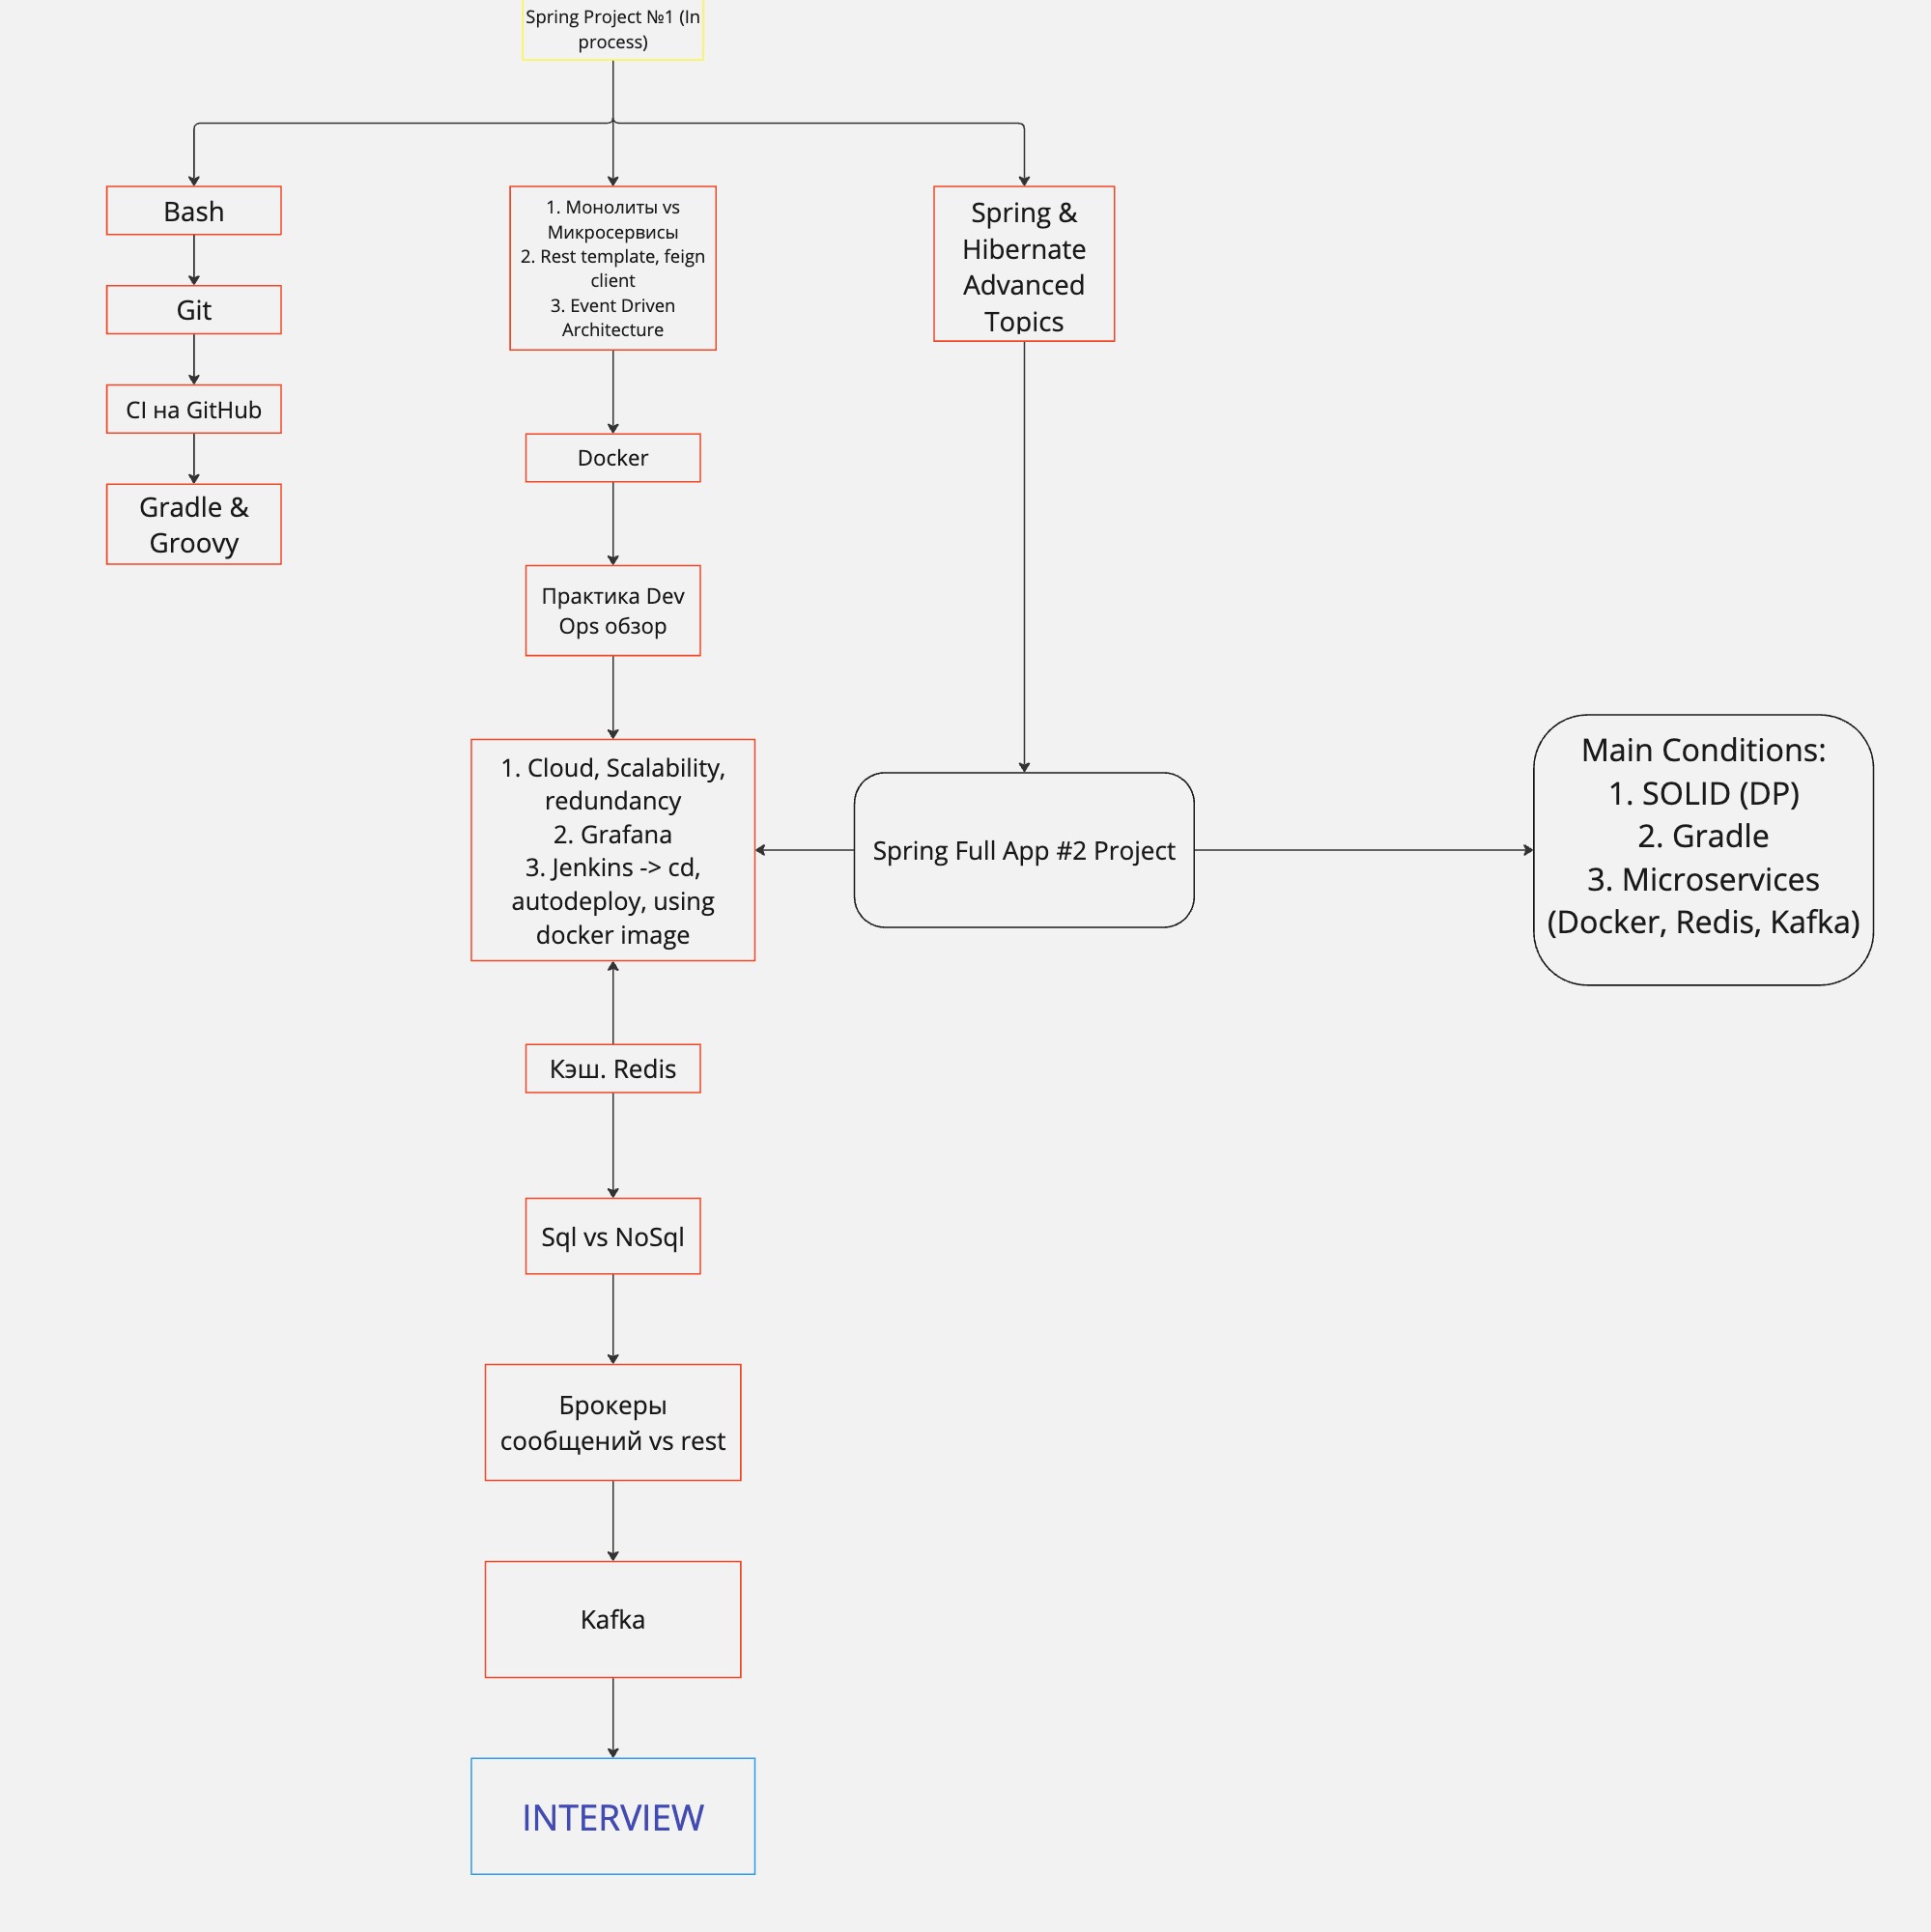 Spring Project №1 (In
process)
Bash
Git
CI на GitHub
Gradle &
Groovy
1. Монолиты vs
Микросервисы
2. Rest template, feign
client
3. Event Driven
Architecture
Docker
Практика Dev
Ops обзор
1. Cloud, Scalability,
redundancy
2. Grafana
3. Jenkins -> cd,
autodeploy, using
docker image
Spring &
Hibernate
Advanced
Topics
Spring Full App #2 Project
Main Conditions:
1. SOLID (DP)
2. Gradle
3. Microservices
(Docker, Redis, Kafka)
Кэш. Redis
Sql vs NoSql
Брокеры
сообщений vs rest
Kafka
INTERVIEW